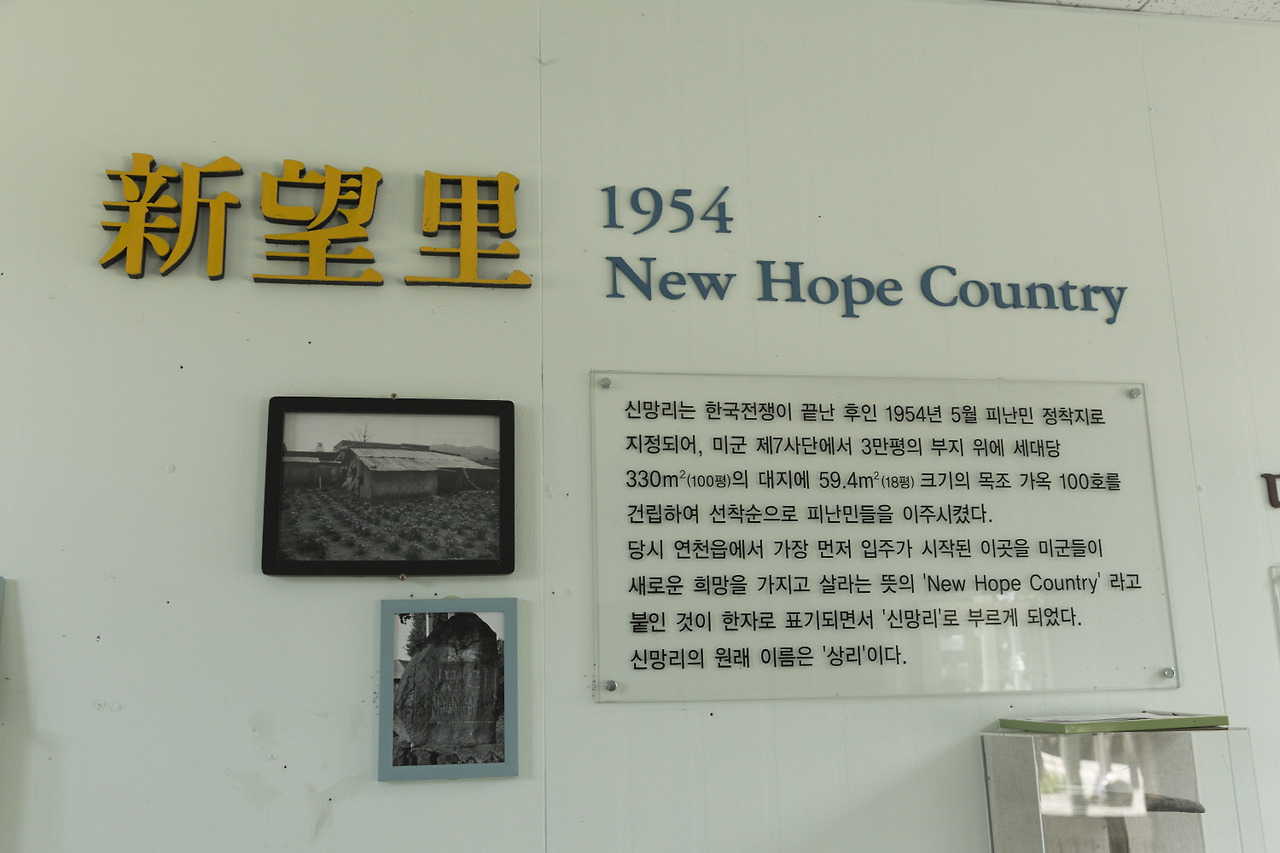 新望里
1954
New Hope Country
신망리는 한국전쟁이 끝난 후인 1954년 5월 피난민 정착지로
지정되어, 미군 제7사단에서 3만평의 부지 위에 세대당
330m²(100평)의 대지에 59.4m²(18평) 크기의 목조 가옥 100호를
건립하여 선착순으로 피난민들을 이주시켰다.
당시 연천읍에서 가장 먼저 입주가 시작된 이곳을 미군들이
새로운 희망을 가지고 살라는 뜻의 'New Hope Country' 라고
붙인 것이 한자로 표기되면서 '신망리'로 부르게 되었다.
신망리의 원래 이름은 '상리'이다.